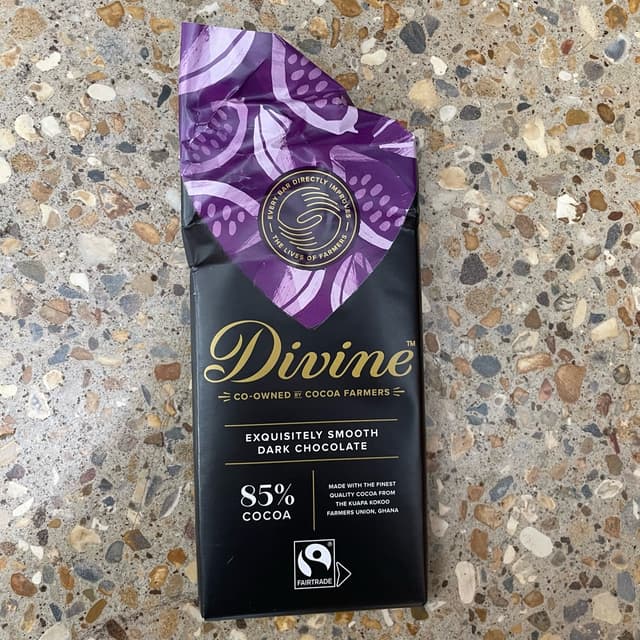 EVERY BAR DIRECTLY IMPROVES
THE LIVES OF FARMERS
Divine™
CO-OWNED BY COCOA FARMERS
EXQUISITELY SMOOTH
DARK CHOCOLATE
85%
COCOA
MADE WITH THE FINEST
QUALITY COCOA FROM
THE KUAPA KOKOO
FARMERS UNION, GHANA
FAIRTRADE